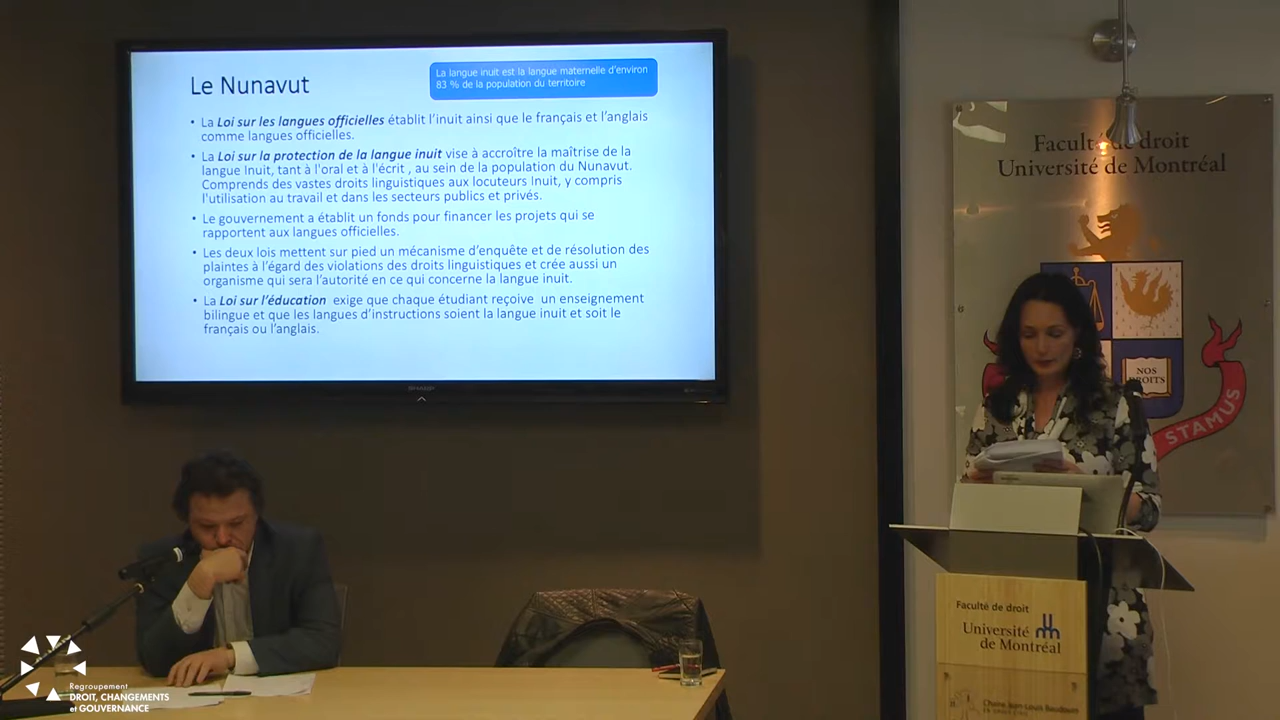 Le Nunavut
La langue inuit est la langue maternelle d'environ
83 % de la population du territoire
• La Loi sur les langues officielles établit l'inuit ainsi que le français et l'anglais
comme langues officielles.
• La Loi sur la protection de la langue inuit vise à accroître la maîtrise de la
langue Inuit, tant à l'oral et à l'écrit , au sein de la population du Nunavut.
Comprends des vastes droits linguistiques aux locuteurs Inuit, y compris
l'utilisation au travail et dans les secteurs publics et privés.
• Le gouvernement a établit un fonds pour financer les projets qui se
rapportent aux langues officielles.
• Les deux lois mettent sur pied un mécanisme d'enquête et de résolution des
plaintes à l'égard des violations des droits linguistiques et crée aussi un
organisme qui sera l'autorité en ce qui concerne la langue inuit.
• La Loi sur l'éducation exige que chaque étudiant reçoive un enseignement
bilingue et que les langues d'instructions soient la langue inuit et soit le
français ou l'anglais.
SHARP
Faculté de droit
Université de Montréal
NOS
DROITS
STAMUS
Faculté de droit
Université
de Montréal
Chaire Jean-Louis Baudouin
Regroupement
DROIT, CHANGEMENTS
et GOUVERNANCE